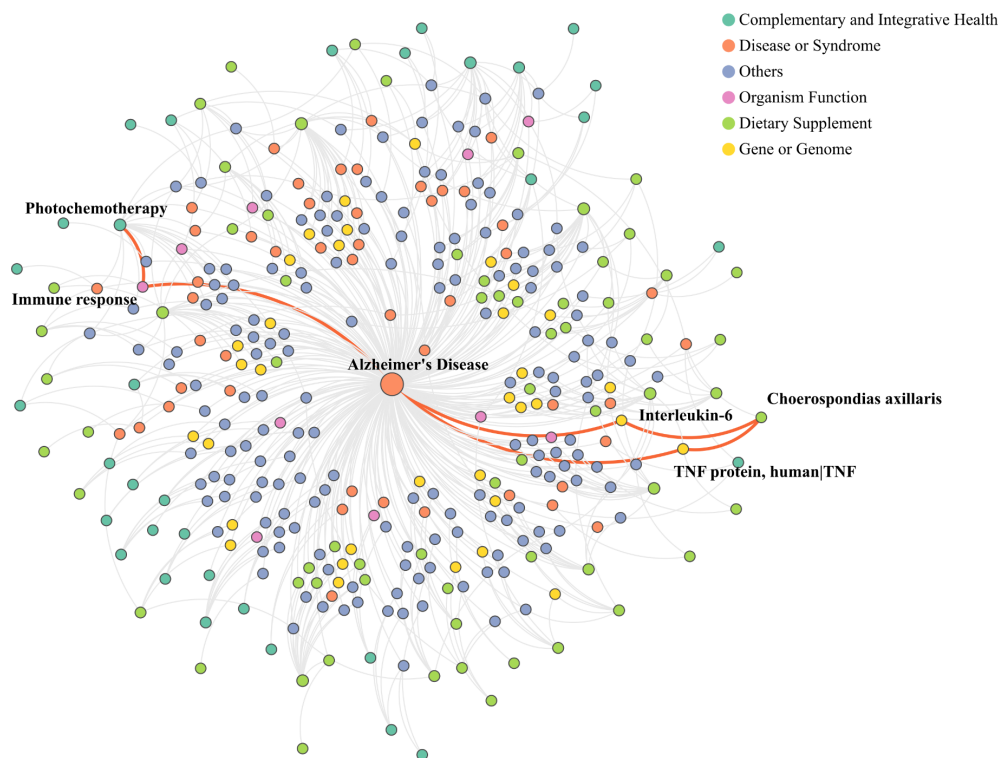 Complementary and Integrative Health
Disease or Syndrome
Others
Organism Function
Dietary Supplement
Gene or Genome
Photochemotherapy
Immune response
Alzheimer's Disease
Choerospondias axillaris
Interleukin-6
TNF protein, human|TNF